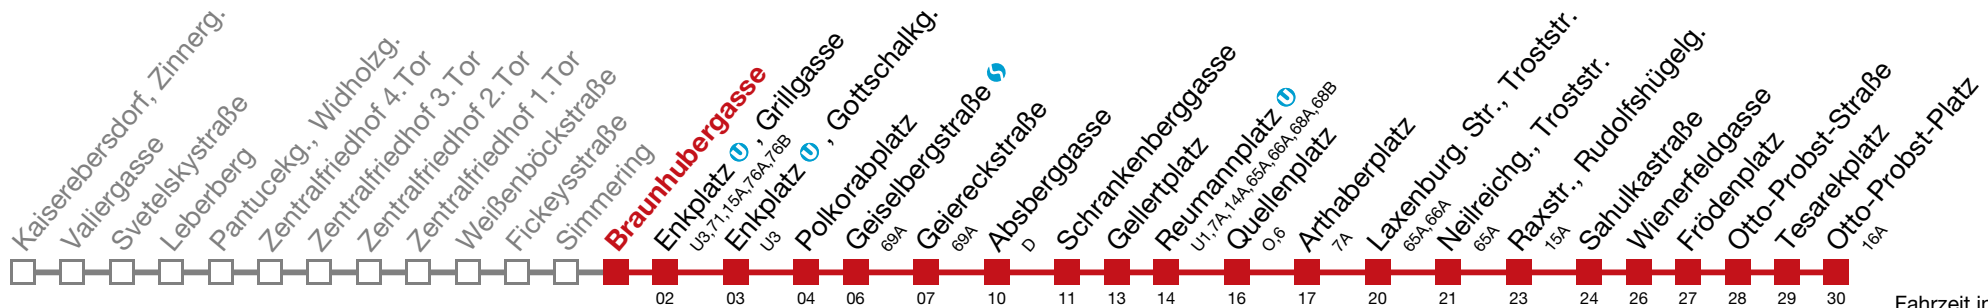 Kaiserebersdorf, Zinnerg.
Valiergasse
Svetelskystraße
Leberberg
Pantucekg., Widholzg.
Zentralfriedhof 4.Tor
Zentralfriedhof 3.Tor
Zentralfriedhof 2.Tor
Zentralfriedhof 1.Tor
Weißenböckstraße
Fickeysstraße
Simmering
Braunhubergasse
Enkplatz U, Grillgasse
U3,71,15A,76A,76B
Enkplatz U, Gottschalkg.
U3
Polkorabplatz
Geiselbergstraße S
69A
Geiereckstraße
69A
Absberggasse
D
Schrankenberggasse
Gellertplatz
Reumannplatz U
U1,7A,14A,65A,66A,68A,68B
Quellenplatz
O,6
Arthaberplatz
7A
Laxenburg. Str., Troststr.
65A,66A
Neilreichg., Troststr.
65A
Raxstr., Rudolfshügelg.
15A
Sahulkastraße
Wienerfeldgasse
Frödenplatz
Otto-Probst-Straße
Tesarekplatz
Otto-Probst-Platz
16A
02 03 04 06 07 10 11 13 14 16 17 20 21 23 24 26 27 28 29 30
Fahrzeit in